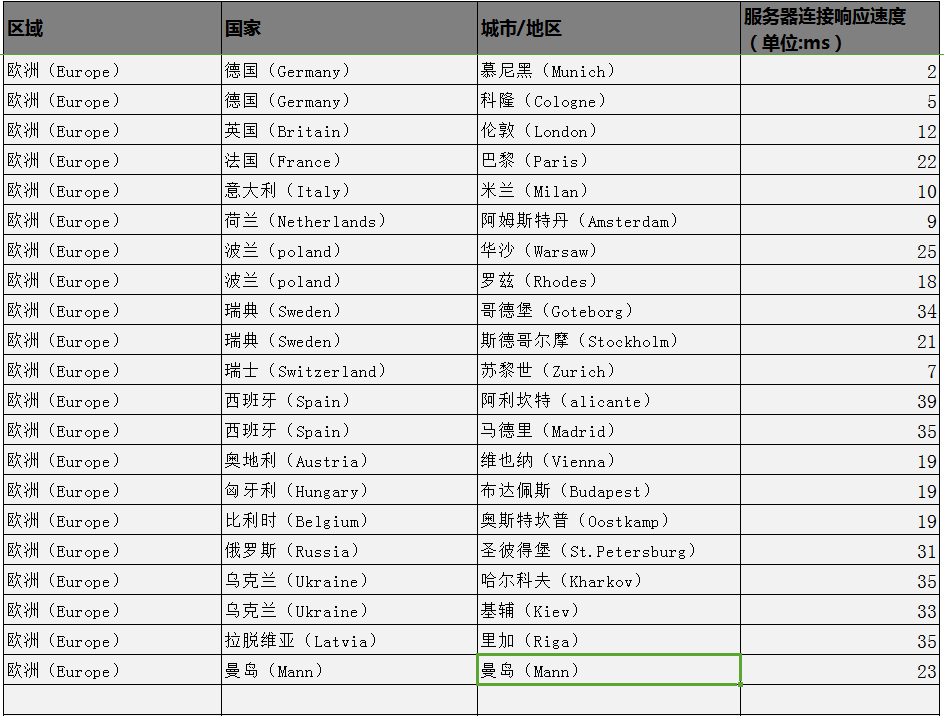 区域 国家 城市/地区 服务器连接响应速度
（单位:ms）
欧洲（Europe） 德国（Germany） 慕尼黑（Munich） 2
欧洲（Europe） 德国（Germany） 科隆（Cologne） 5
欧洲（Europe） 英国（Britain） 伦敦（London） 12
欧洲（Europe） 法国（France） 巴黎（Paris） 22
欧洲（Europe） 意大利（Italy） 米兰（Milan） 10
欧洲（Europe） 荷兰（Netherlands） 阿姆斯特丹（Amsterdam） 9
欧洲（Europe） 波兰（poland） 华沙（Warsaw） 25
欧洲（Europe） 波兰（poland） 罗兹（Rhodes） 18
欧洲（Europe） 瑞典（Sweden） 哥德堡（Goteborg） 34
欧洲（Europe） 瑞典（Sweden） 斯德哥尔摩（Stockholm） 21
欧洲（Europe） 瑞士（Switzerland） 苏黎世（Zurich） 7
欧洲（Europe） 西班牙（Spain） 阿利坎特（alicante） 39
欧洲（Europe） 西班牙（Spain） 马德里（Madrid） 35
欧洲（Europe） 奥地利（Austria） 维也纳（Vienna） 19
欧洲（Europe） 匈牙利（Hungary） 布达佩斯（Budapest） 19
欧洲（Europe） 比利时（Belgium） 奥斯特坎普（Oostkamp） 19
欧洲（Europe） 俄罗斯（Russia） 圣彼得堡（St.Petersburg） 31
欧洲（Europe） 乌克兰（Ukraine） 哈尔科夫（Kharkov） 35
欧洲（Europe） 乌克兰（Ukraine） 基辅（Kiev） 33
欧洲（Europe） 拉脱维亚（Latvia） 里加（Riga） 35
欧洲（Europe） 曼岛（Mann） 曼岛（Mann） 23